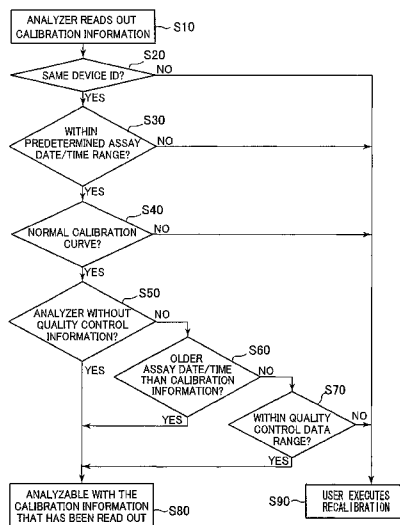 ANALYZER READS OUT
CALIBRATION INFORMATION
S10
S20
SAME DEVICE ID?
NO
YES
S30
WITHIN
PREDETERMINED ASSAY
DATE/TIME RANGE?
NO
YES
S40
NORMAL CALIBRATION
CURVE?
NO
YES
S50
ANALYZER WITHOUT
QUALITY CONTROL
INFORMATION?
NO
YES
S60
OLDER
ASSAY DATE/TIME
THAN CALIBRATION
INFORMATION?
NO
YES
S70
WITHIN QUALITY
CONTROL DATA
RANGE?
NO
YES
ANALYZABLE WITH THE
CALIBRATION INFORMATION
THAT HAS BEEN READ OUT
S80
S90
USER EXECUTES
RECALIBRATION